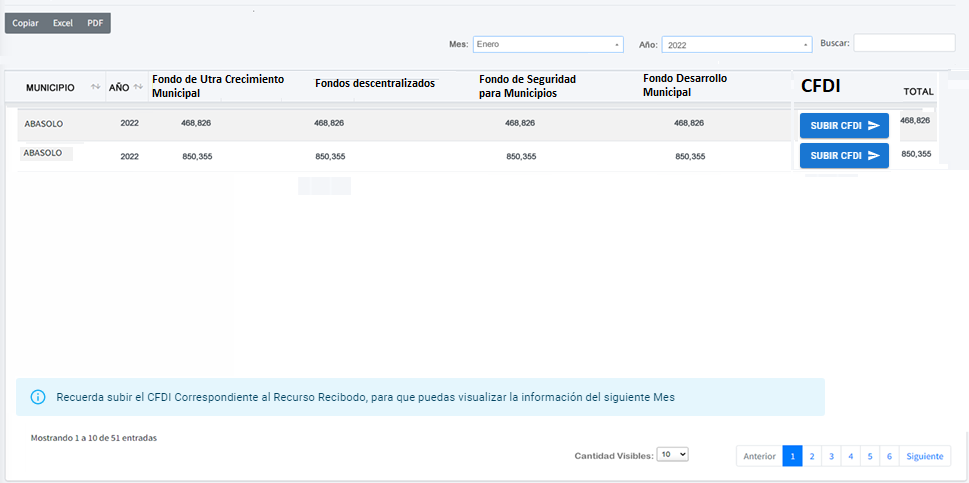 Copiar Excel PDF
Mes: Enero Año: 2022 Buscar:
MUNICIPIO AÑO Fondo de Utra Crecimiento Municipal Fondos descentralizados Fondo de Seguridad para Municipios Fondo Desarrollo Municipal CFDI TOTAL
ABASOLO 2022 468,826 468,826 468,826 468,826 SUBIR CFDI 468,826
ABASOLO 2022 850,355 850,355 850,355 850,355 SUBIR CFDI 850,355
Recuerda subir el CFDI Correspondiente al Recurso Recibodo, para que puedas visualizar la información del siguiente Mes
Mostrando 1 a 10 de 51 entradas
Cantidad Visibles: 10 Anterior 1 2 3 4 5 6 Siguiente